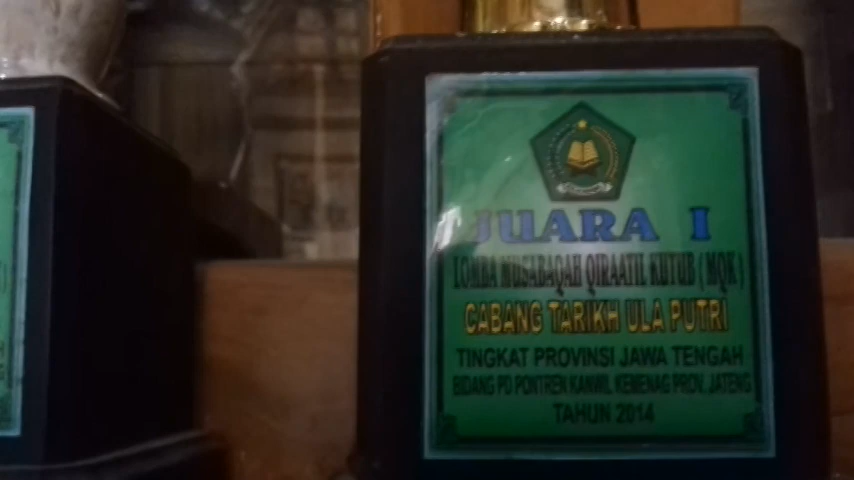 JUARA I
LOMBA MUSABAQAH QIRAATIL KUTUB ( MQK )
CABANG TARIKH ULA PUTRI
TINGKAT PROVINSI JAWA TENGAH
BIDANG PD PONTREN KANWIL KEMENAG PROV. JATENG
TAHUN 2014